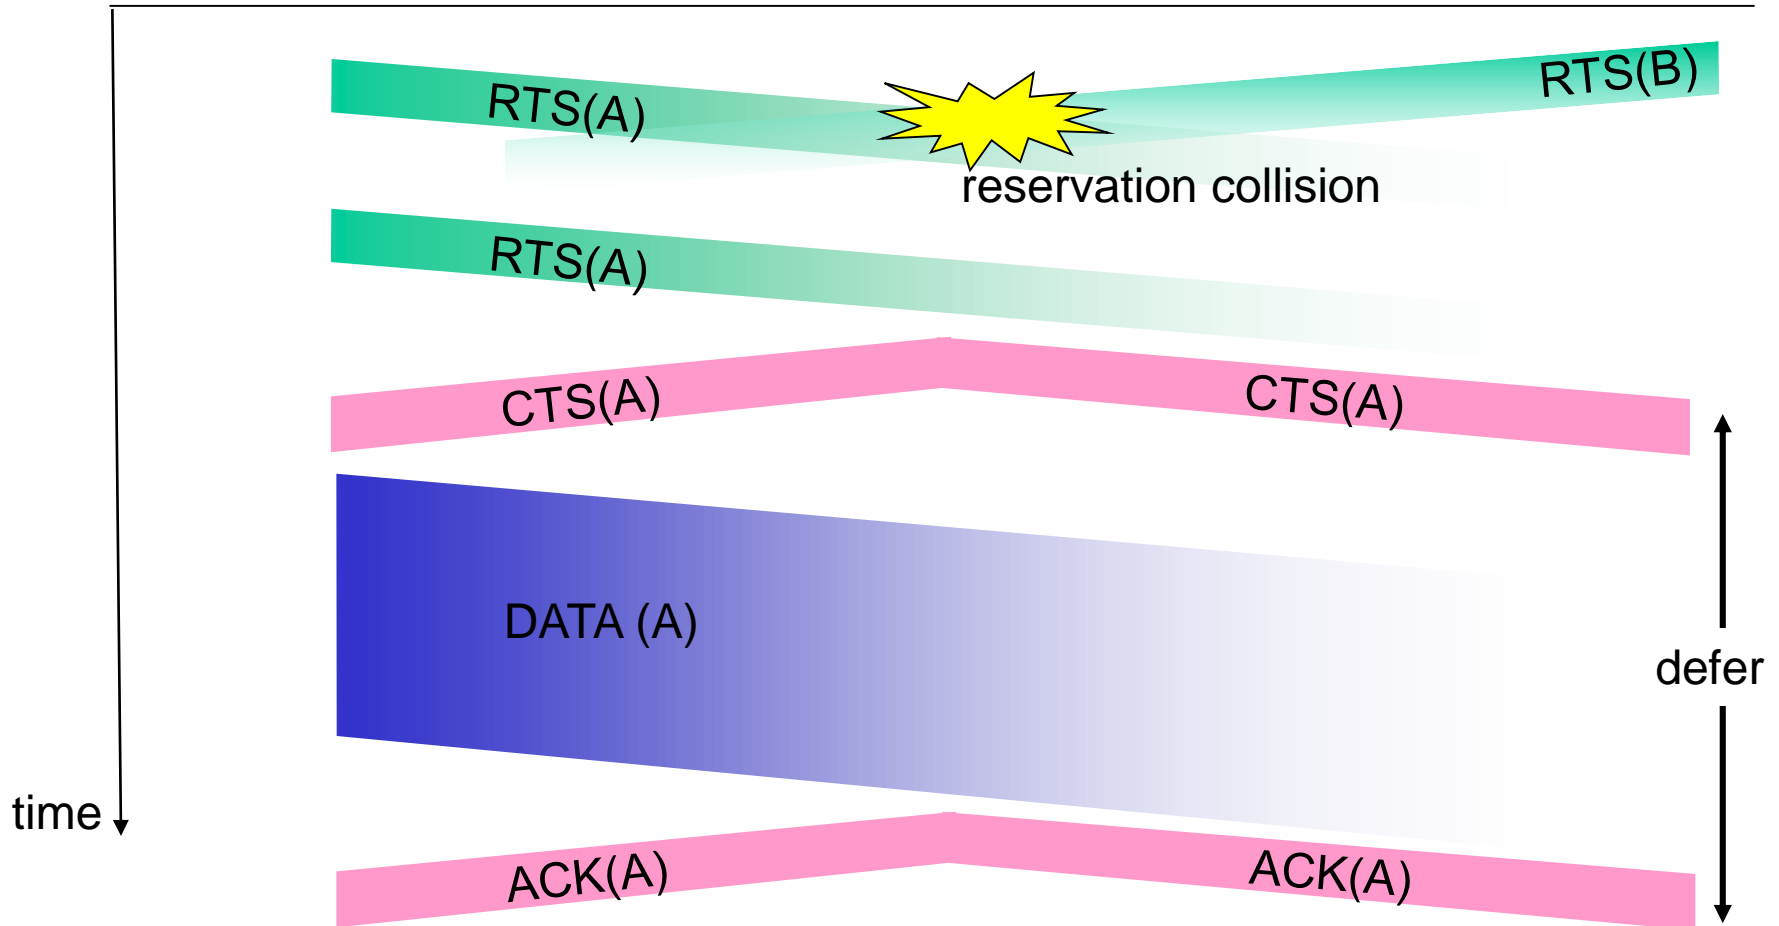 RTS(B)
RTS(A)
reservation collision
RTS(A)
CTS(A)
CTS(A)
DATA (A)
defer
time
ACK(A)
ACK(A)